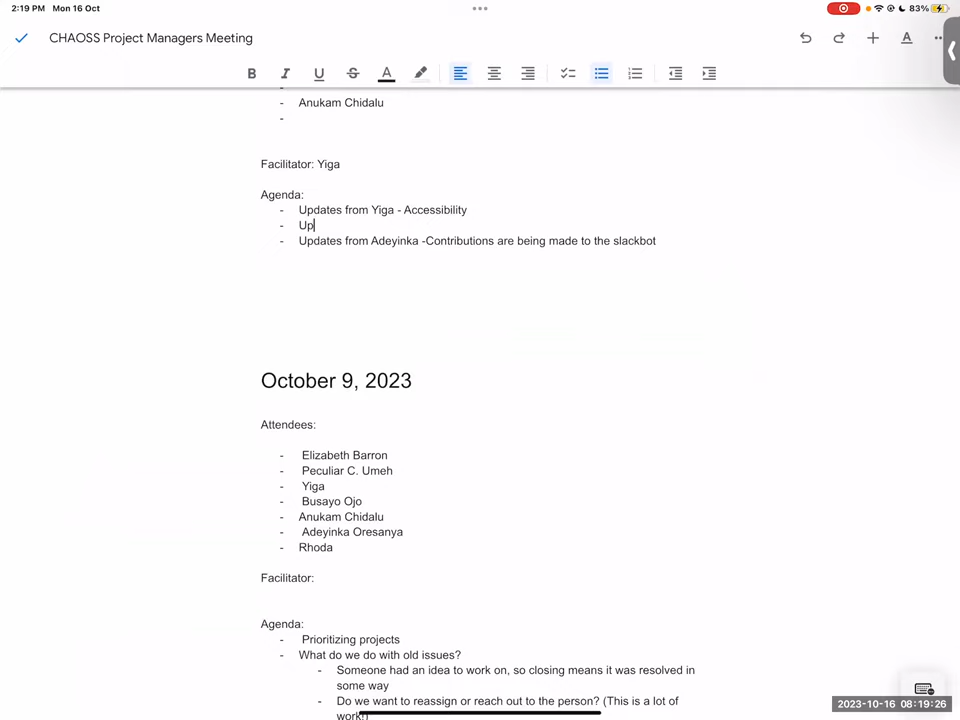 2:19 PM Mon 16 Oct
83%
CHAOSS Project Managers Meeting
B I U S A
- Anukam Chidalu
-
Facilitator: Yiga
Agenda:
- Updates from Yiga - Accessibility
- Up
- Updates from Adeyinka -Contributions are being made to the slackbot
October 9, 2023
Attendees:
- Elizabeth Barron
- Peculiar C. Umeh
- Yiga
- Busayo Ojo
- Anukam Chidalu
- Adeyinka Oresanya
- Rhoda
Facilitator:
Agenda:
- Prioritizing projects
- What do we do with old issues?
- Someone had an idea to work on, so closing means it was resolved in
some way
- Do we want to reassign or reach out to the person? (This is a lot of
work!)
2023-10-16 08:19:26